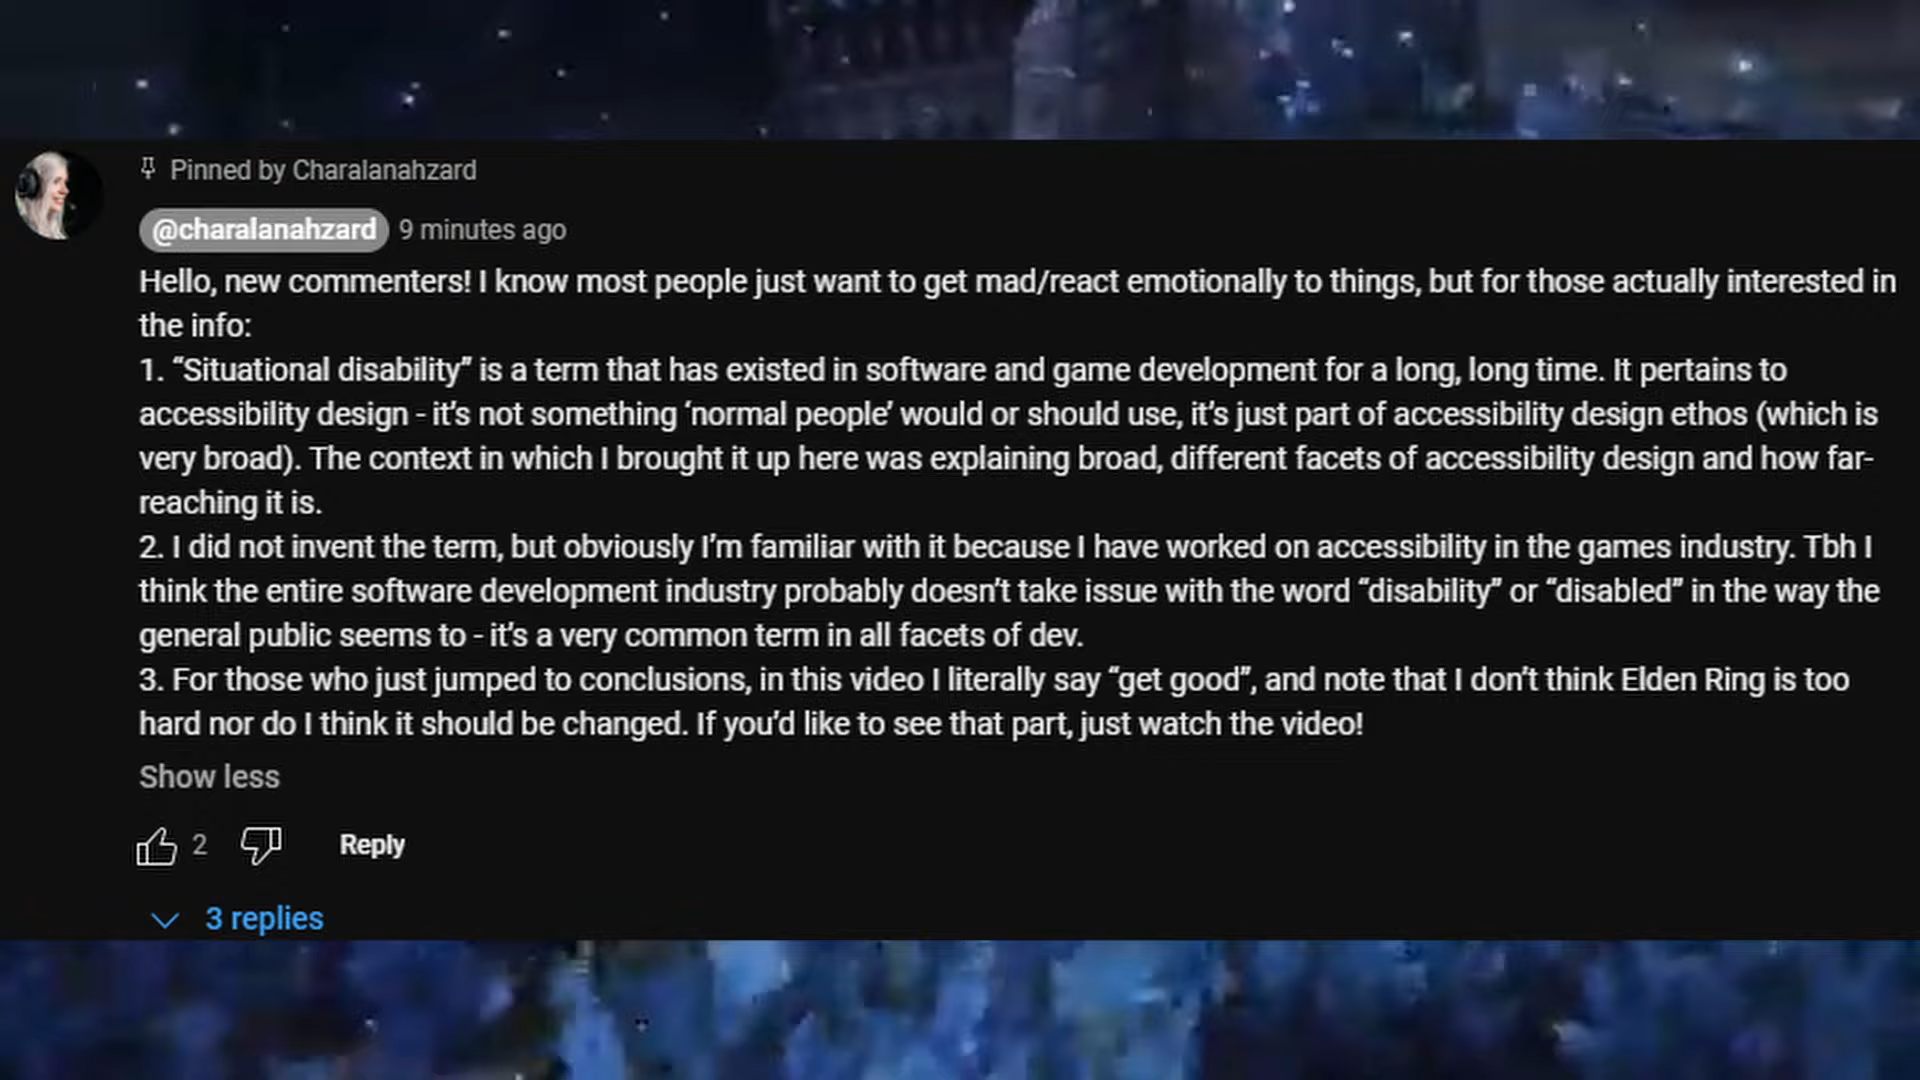 Pinned by Charalanahzard
@charalanahzard 9 minutes ago
Hello, new commenters! I know most people just want to get mad/react emotionally to things, but for those actually interested in
the info:
1. “Situational disability” is a term that has existed in software and game development for a long, long time. It pertains to
accessibility design - it’s not something ‘normal people’ would or should use, it’s just part of accessibility design ethos (which is
very broad). The context in which I brought it up here was explaining broad, different facets of accessibility design and how far-
reaching it is.
2. I did not invent the term, but obviously I’m familiar with it because I have worked on accessibility in the games industry. Tbh I
think the entire software development industry probably doesn’t take issue with the word “disability” or “disabled” in the way the
general public seems to - it’s a very common term in all facets of dev.
3. For those who just jumped to conclusions, in this video I literally say “get good”, and note that I don’t think Elden Ring is too
hard nor do I think it should be changed. If you’d like to see that part, just watch the video!
Show less
2 Reply
3 replies